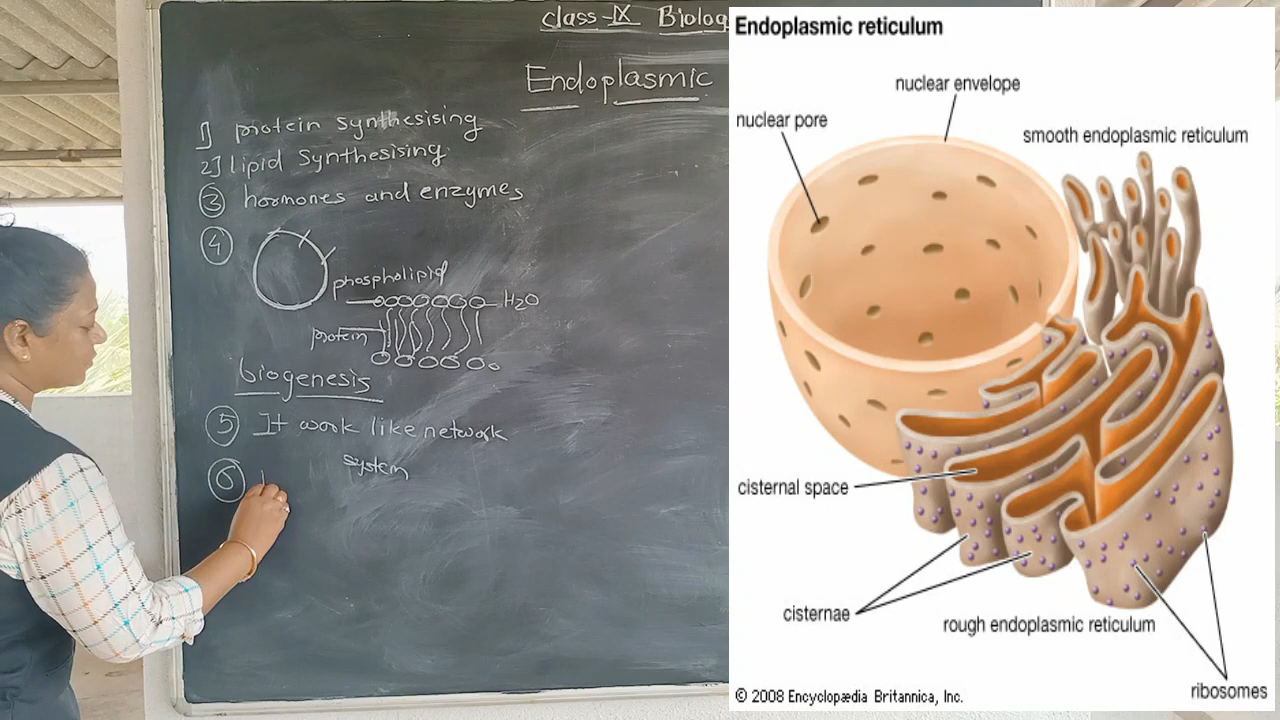 class-IX Biolog
Endoplasmic
1] protein synthesising
2] lipid Synthesising
3 hormones and enzymes
4
phospholipid
H2O
protein
biogenesis
5 It work like network
system
6
Endoplasmic reticulum
nuclear envelope
nuclear pore
smooth endoplasmic reticulum
cisternal space
cisternae
rough endoplasmic reticulum
ribosomes
© 2008 Encyclopædia Britannica, Inc.